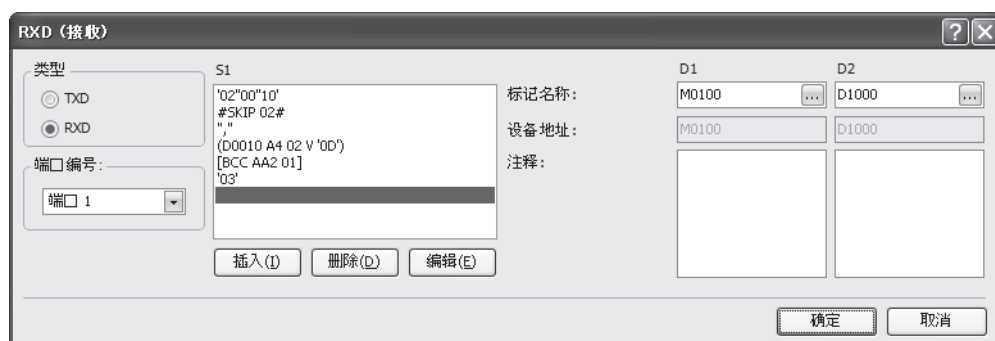 RXD（接收）
类型
TXD
RXD
端口编号:
端口 1
S1
'02''00''10'
#SKIP 02#
","
(D0010 A4 02 V '0D')
[BCC AA2 01]
'03'
插入(I) 删除(D) 编辑(E)
D1 D2
标记名称: M0100 ... D1000 ...
设备地址: M0100 D1000
注释:
确定 取消